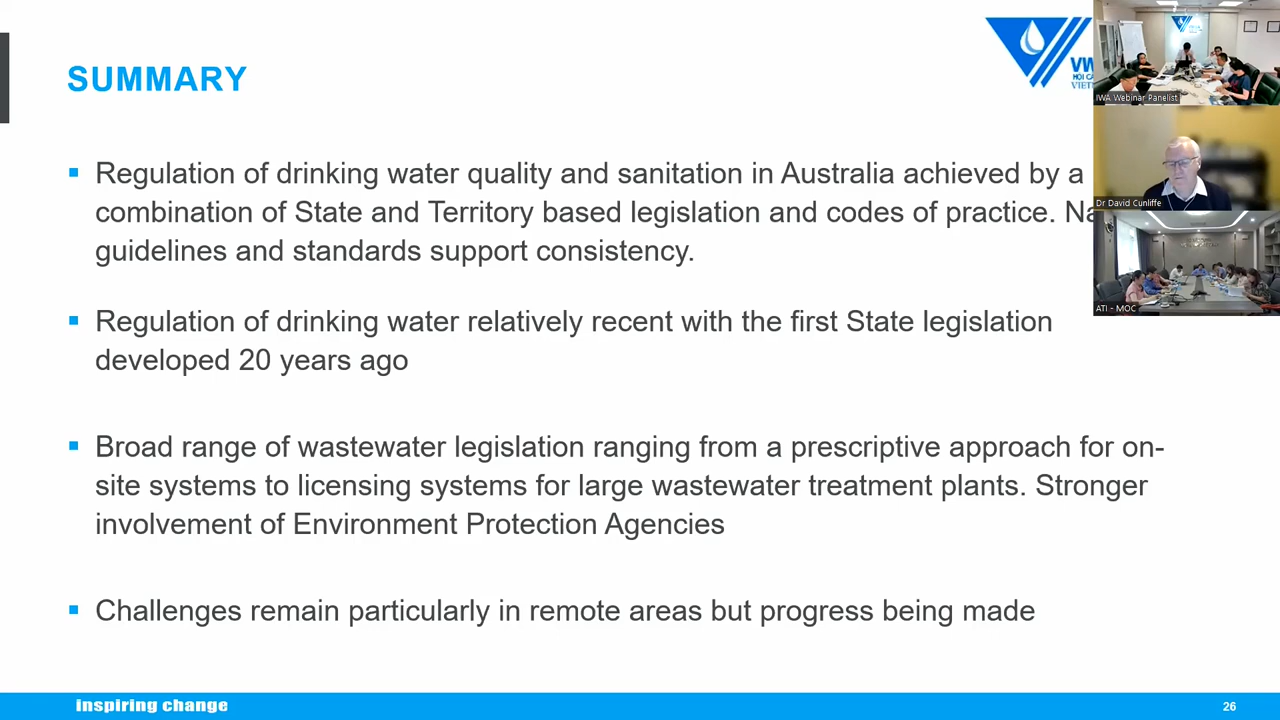 SUMMARY
VW
HOI CA
VIET
IWA Webinar Panelist
Regulation of drinking water quality and sanitation in Australia achieved by a
combination of State and Territory based legislation and codes of practice. Na
guidelines and standards support consistency.
Dr David Cunliffe
ATI - MOC
Regulation of drinking water relatively recent with the first State legislation
developed 20 years ago
Broad range of wastewater legislation ranging from a prescriptive approach for on-
site systems to licensing systems for large wastewater treatment plants. Stronger
involvement of Environment Protection Agencies
Challenges remain particularly in remote areas but progress being made
inspiring change
26